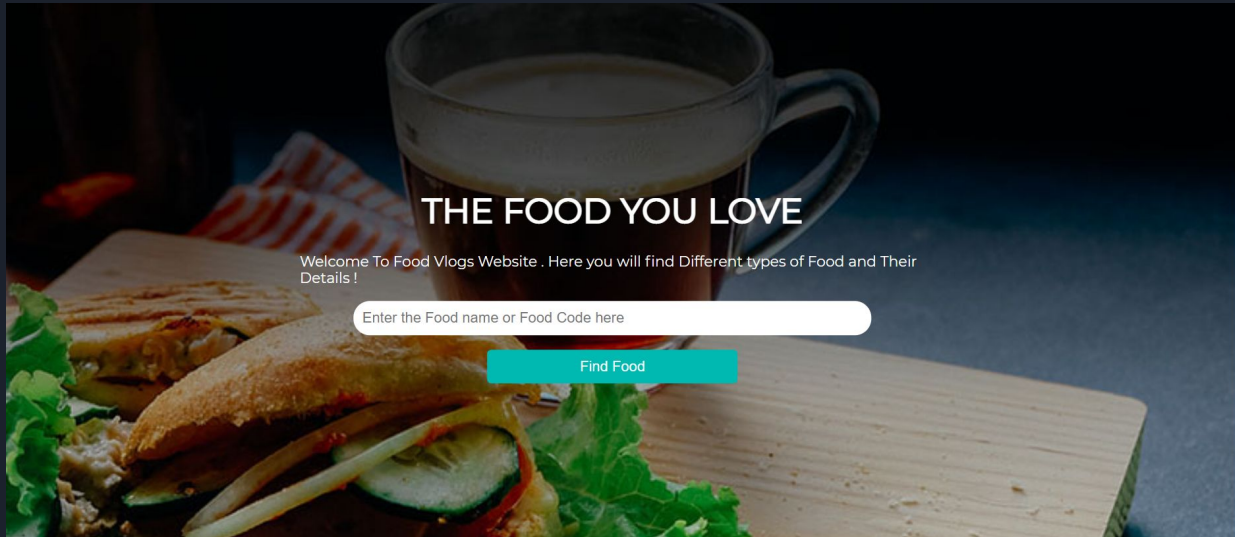 THE FOOD YOU LOVE
Welcome To Food Vlogs Website . Here you will find Different types of Food and Their
Details !
Enter the Food name or Food Code here
Find Food